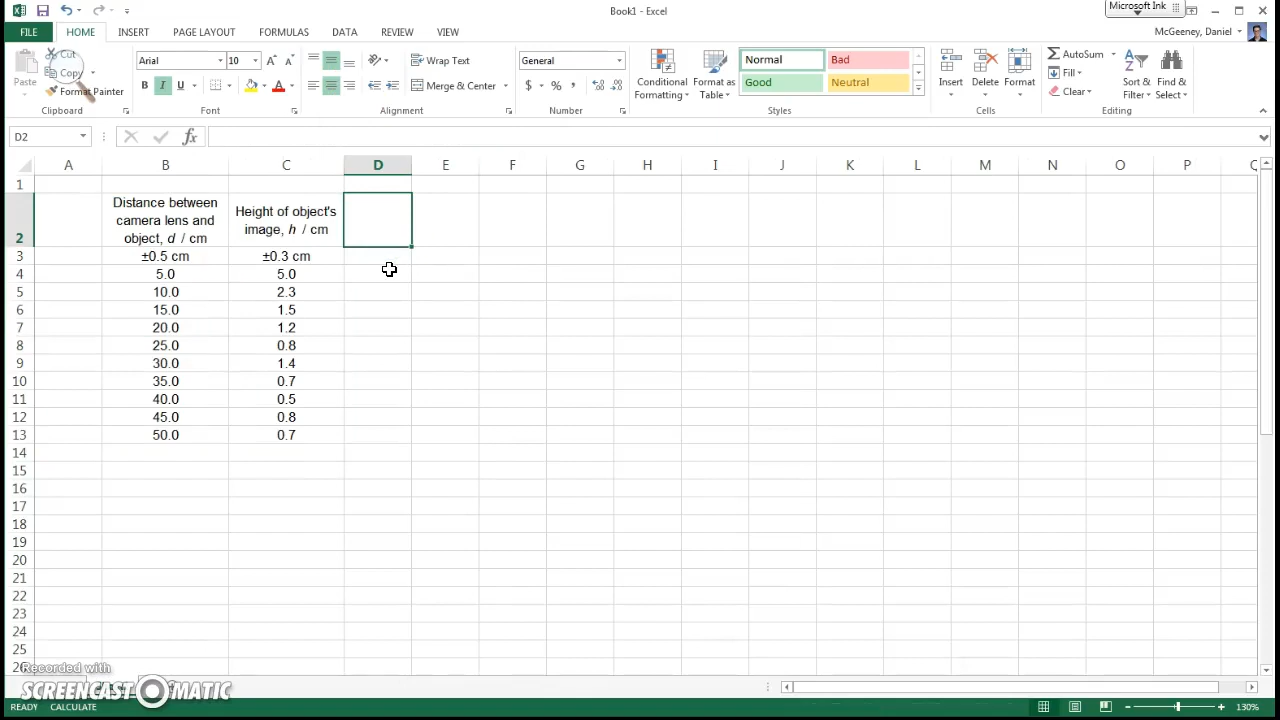 Book1 - Excel
Microsoft Ink
FILE HOME INSERT PAGE LAYOUT FORMULAS DATA REVIEW VIEW
McGeeney, Daniel
Paste
Cut
Copy
Format Painter
Clipboard
Arial 10
B I U
Font
Wrap Text
Merge & Center
Alignment
General
$ % ,
Number
Conditional Formatting
Format as Table
Normal Bad
Good Neutral
Styles
Insert Delete Format
Cells
AutoSum
Fill
Clear
Sort & Filter
Find & Select
Editing
D2
fx
A B C D E F G H I J K L M N O P Q
1
2 Distance between camera lens and object, d / cm Height of object's image, h / cm
3 ±0.5 cm ±0.3 cm
4 5.0 5.0
5 10.0 2.3
6 15.0 1.5
7 20.0 1.2
8 25.0 0.8
9 30.0 1.4
10 35.0 0.7
11 40.0 0.5
12 45.0 0.8
13 50.0 0.7
14
15
16
17
18
19
20
21
22
23
24
25
26
Recorded with
SCREENCAST-O-MATIC
READY CALCULATE
130%